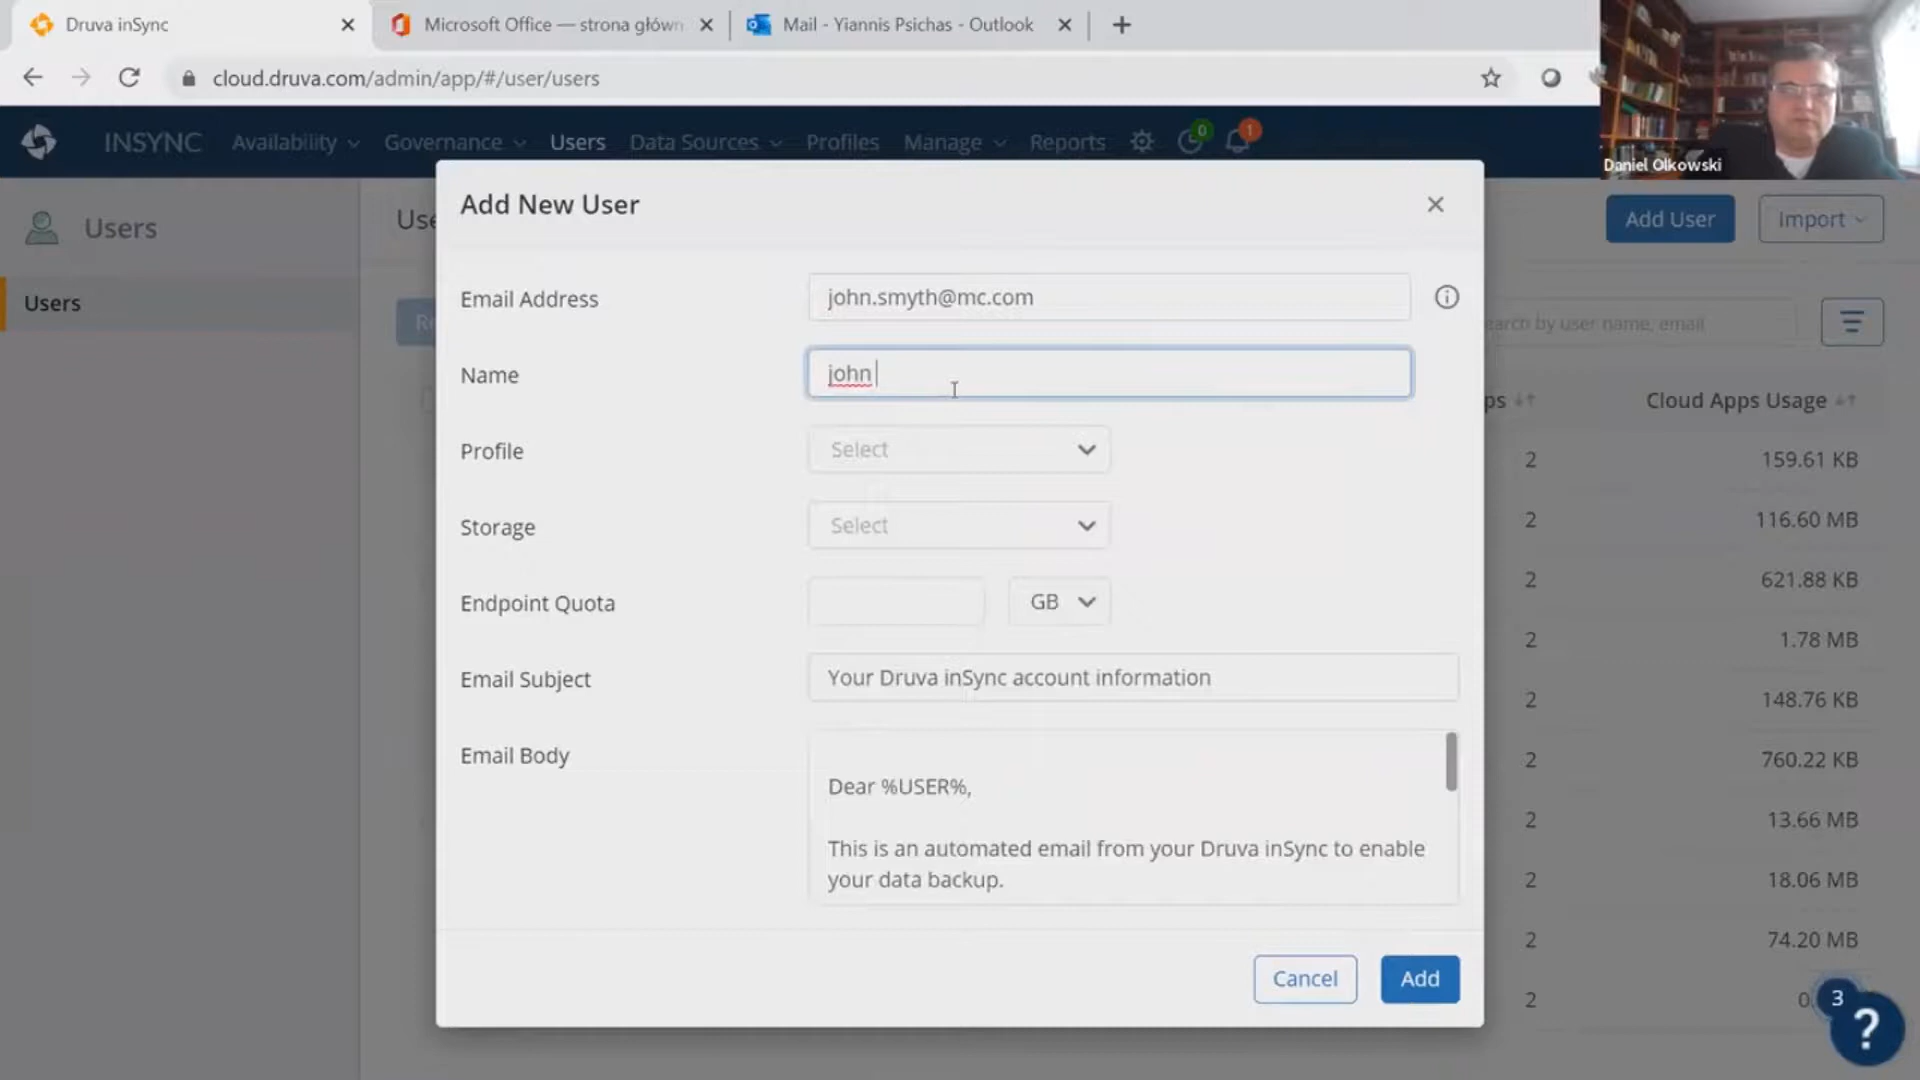 Druva inSync
Microsoft Office — strona główn
Mail - Yiannis Psichas - Outlook
cloud.druva.com/admin/app/#/user/users
Daniel Olkowski
INSYNC
Availability
Governance
Users
Data Sources
Profiles
Manage
Reports
0
1
Users
Use
Add User
Import
Users
Re
earch by user name, email
Add New User
Email Address
john.smyth@mc.com
Name
john
Profile
Select
Storage
Select
Endpoint Quota
GB
Email Subject
Your Druva inSync account information
Email Body
Dear %USER%,
This is an automated email from your Druva inSync to enable
your data backup.
Cancel
Add
ps
Cloud Apps Usage
2 159.61 KB
2 116.60 MB
2 621.88 KB
2 1.78 MB
2 148.76 KB
2 760.22 KB
2 13.66 MB
2 18.06 MB
2 74.20 MB
2 0.
3
?